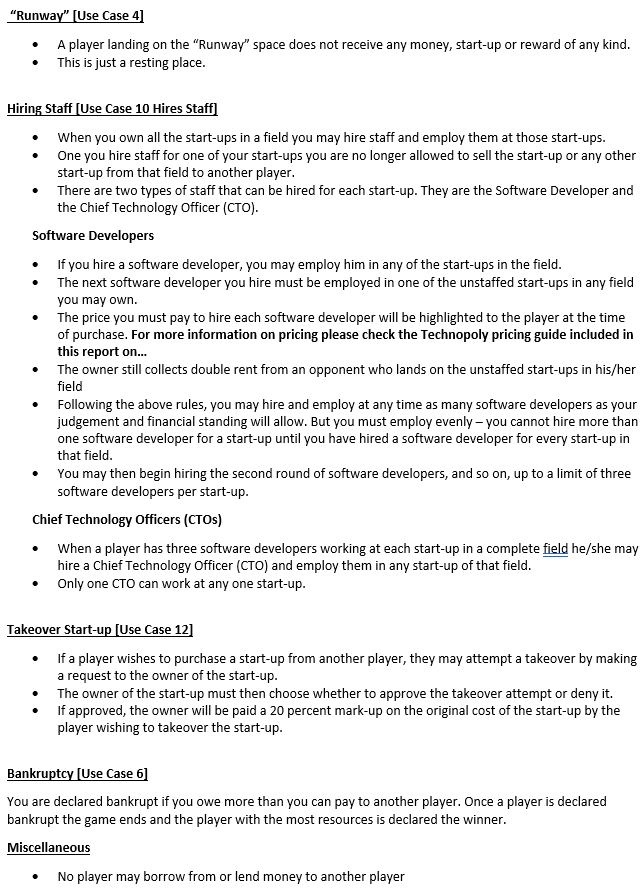 “Runway” [Use Case 4]
• A player landing on the “Runway” space does not receive any money, start-up or reward of any kind.
• This is just a resting place.
Hiring Staff [Use Case 10 Hires Staff]
• When you own all the start-ups in a field you may hire staff and employ them at those start-ups.
• One you hire staff for one of your start-ups you are no longer allowed to sell the start-up or any other
start-up from that field to another player.
• There are two types of staff that can be hired for each start-up. They are the Software Developer and
the Chief Technology Officer (CTO).
Software Developers
• If you hire a software developer, you may employ him in any of the start-ups in the field.
• The next software developer you hire must be employed in one of the unstaffed start-ups in any field
you may own.
• The price you must pay to hire each software developer will be highlighted to the player at the time
of purchase. For more information on pricing please check the Technopoly pricing guide included in
this report on…
• The owner still collects double rent from an opponent who lands on the unstaffed start-ups in his/her
field
• Following the above rules, you may hire and employ at any time as many software developers as your
judgement and financial standing will allow. But you must employ evenly – you cannot hire more than
one software developer for a start-up until you have hired a software developer for every start-up in
that field.
• You may then begin hiring the second round of software developers, and so on, up to a limit of three
software developers per start-up.
Chief Technology Officers (CTOs)
• When a player has three software developers working at each start-up in a complete field he/she may
hire a Chief Technology Officer (CTO) and employ them in any start-up of that field.
• Only one CTO can work at any one start-up.
Takeover Start-up [Use Case 12]
• If a player wishes to purchase a start-up from another player, they may attempt a takeover by making
a request to the owner of the start-up.
• The owner of the start-up must then choose whether to approve the takeover attempt or deny it.
• If approved, the owner will be paid a 20 percent mark-up on the original cost of the start-up by the
player wishing to takeover the start-up.
Bankruptcy [Use Case 6]
You are declared bankrupt if you owe more than you can pay to another player. Once a player is declared
bankrupt the game ends and the player with the most resources is declared the winner.
Miscellaneous
• No player may borrow from or lend money to another player